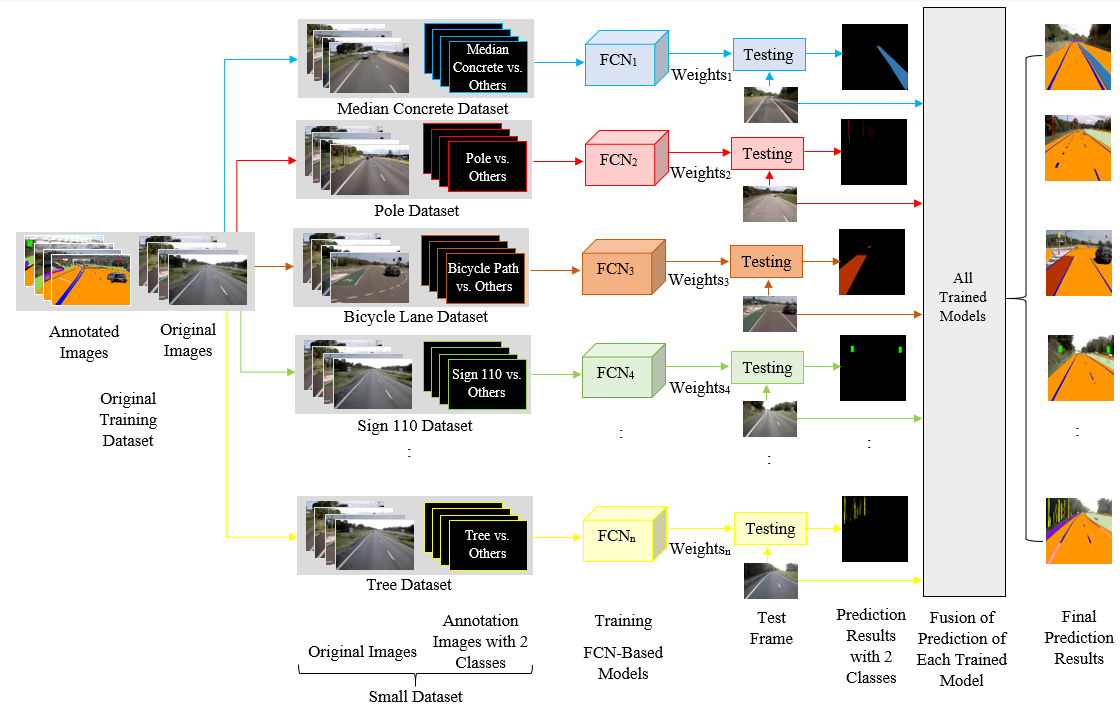 Median
Concrete vs.
Others
FCN1
Weights1
Testing
Median Concrete Dataset
Pole vs.
Others
FCN2
Weights2
Testing
Pole Dataset
Annotated
Images
Original
Images
Original
Training
Dataset
Bicycle Path
vs. Others
FCN3
Weights3
Testing
Bicycle Lane Dataset
Sign 110 vs.
Others
FCN4
Weights4
Testing
Sign 110 Dataset
:
:
:
:
:
Tree vs.
Others
FCNn
Weightsn
Testing
Tree Dataset
All
Trained
Models
Original Images
Annotation
Images with 2
Classes
Small Dataset
Training
FCN-Based
Models
Test
Frame
Prediction
Results
with 2
Classes
Fusion of
Prediction of
Each Trained
Model
Final
Prediction
Results